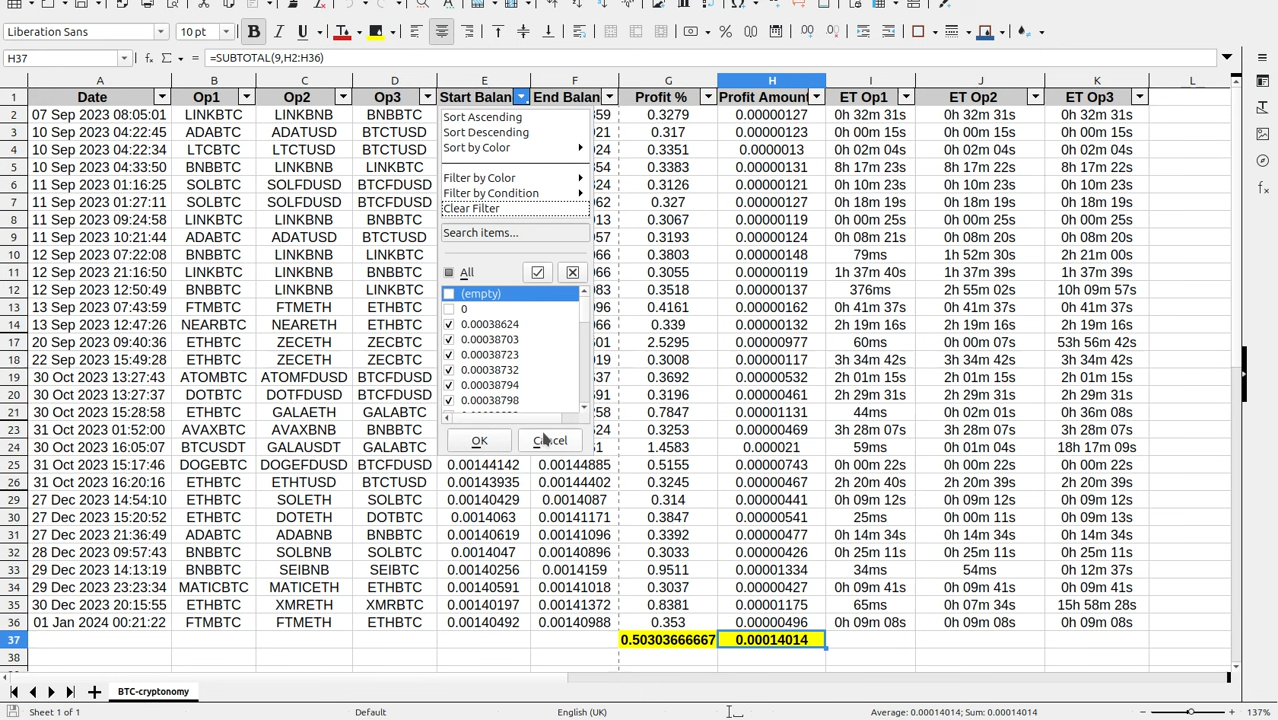 Liberation Sans 10 pt
H37 =SUBTOTAL(9,H2:H36)
A B C D E F G H I J K L
1 Date Op1 Op2 Op3 Start Balan End Balan Profit % Profit Amoun ET Op1 ET Op2 ET Op3
2 07 Sep 2023 08:05:01 LINKBTC LINKBNB BNBBTC Sort Ascending 859 0.3279 0.00000127 0h 32m 31s 0h 32m 31s 0h 32m 31s
3 10 Sep 2023 04:22:45 ADABTC ADATUSD BTCTUSD Sort Descending 921 0.317 0.00000123 0h 00m 15s 0h 00m 15s 0h 00m 15s
4 10 Sep 2023 04:22:34 LTCBTC LTCTUSD BTCTUSD Sort by Color 0.3351 0.0000013 0h 02m 04s 0h 00m 15s 0h 02m 04s
5 10 Sep 2023 04:33:50 BNBBTC LINKBNB LINKBTC 0.3383 0.00000131 8h 17m 23s 8h 17m 22s 8h 17m 22s
6 11 Sep 2023 01:16:25 SOLBTC SOLFDUSD BTCFDUSD Filter by Color 824 0.3126 0.00000121 0h 10m 23s 0h 10m 23s 0h 10m 23s
7 11 Sep 2023 01:27:11 SOLBTC SOLFDUSD BTCFDUSD Filter by Condition 962 0.327 0.00000127 0h 18m 19s 0h 18m 19s 0h 18m 19s
8 11 Sep 2023 09:24:58 LINKBTC LINKBNB BNBBTC Clear Filter 213 0.3067 0.00000119 0h 00m 25s 0h 00m 25s 0h 00m 25s
9 11 Sep 2023 10:21:44 ADABTC ADATUSD BTCTUSD Search items... 957 0.3193 0.00000124 0h 08m 21s 0h 08m 20s 0h 08m 20s
10 12 Sep 2023 07:22:08 BNBBTC LINKBNB LINKBTC 066 0.3803 0.00000148 79ms 1h 52m 30s 2h 21m 00s
11 12 Sep 2023 21:16:50 LINKBTC LINKBNB BNBBTC All 066 0.3055 0.00000119 1h 37m 40s 1h 37m 39s 1h 37m 39s
12 12 Sep 2023 12:50:49 BNBBTC LINKBNB LINKBTC (empty) 983 0.3518 0.00000137 376ms 2h 55m 02s 10h 09m 57s
13 13 Sep 2023 07:43:59 FTMBTC FTMETH ETHBTC 0 996 0.4161 0.00000162 0h 41m 37s 0h 41m 37s 0h 41m 37s
14 13 Sep 2023 12:47:26 NEARBTC NEARETH ETHBTC 0.00038624 066 0.339 0.00000132 2h 19m 16s 2h 19m 16s 2h 19m 16s
17 20 Sep 2023 09:40:36 ETHBTC ZECETH ZECBTC 0.00038703 601 2.5295 0.00000977 60ms 0h 00m 07s 53h 56m 42s
18 22 Sep 2023 15:49:28 ZECBTC ZECETH ETHBTC 0.00038723 019 0.3008 0.00000117 3h 34m 42s 3h 34m 42s 3h 34m 42s
19 30 Oct 2023 13:27:43 ATOMBTC ATOMFDUSD BTCFDUSD 0.00038732 637 0.3692 0.00000532 2h 01m 15s 2h 01m 15s 2h 01m 15s
20 30 Oct 2023 13:27:37 DOTBTC DOTFDUSD BTCFDUSD 0.00038794 691 0.3196 0.00000460 2h 29m 31s 2h 29m 31s 2h 29m 31s
21 30 Oct 2023 15:28:58 ETHBTC GALAETH GALABTC 0.00038798 258 0.7847 0.00001131 44ms 0h 01m 25s 0h 36m 08s
23 31 Oct 2023 01:52:00 AVAXBTC AVAXFDUSD BTCFDUSD 624 0.3253 0.00000469 3h 28m 07s 3h 28m 07s 3h 28m 07s
24 30 Oct 2023 16:05:07 BTCUSDT GALAUSDT GALABTC OK Cancel 61 1.4583 0.000021 59ms 0h 01m 04s 18h 17m 09s
25 31 Oct 2023 15:17:46 DOGEBTC DOGEFDUSD BTCFDUSD 0.00144142 0.00144885 0.5155 0.00000743 0h 00m 22s 0h 00m 22s 0h 00m 22s
26 31 Oct 2023 16:20:16 ETHBTC ETHTUSD BTCTUSD 0.00143935 0.00144402 0.3245 0.00000467 2h 20m 40s 2h 20m 39s 2h 20m 39s
29 27 Dec 2023 14:54:10 ETHBTC SOLETH SOLBTC 0.00140429 0.0014087 0.314 0.00000441 12ms 0h 00m 12s 0h 09m 13s
30 27 Dec 2023 15:20:52 ETHBTC DOTETH DOTBTC 0.0014063 0.00141171 0.3847 0.00000541 25ms 0h 00m 11s 0h 09m 13s
31 27 Dec 2023 21:36:49 ADABTC ADABNB BNBBTC 0.00140619 0.00141096 0.3392 0.00000477 0h 14m 34s 0h 14m 34s 0h 14m 34s
32 28 Dec 2023 09:57:43 BNBBTC SOLBNB SOLBTC 0.0014047 0.00140896 0.3033 0.00000426 0h 25m 11s 0h 25m 11s 0h 25m 11s
33 29 Dec 2023 14:13:19 BNBBTC SEIBNB SEIBTC 0.00140256 0.0014159 0.9511 0.00001334 34ms 54ms 0h 12m 37s
34 29 Dec 2023 23:23:34 MATICBTC MATICETH ETHBTC 0.00140591 0.00141018 0.3037 0.00000427 0h 09m 41s 0h 09m 41s 0h 09m 41s
35 30 Dec 2023 20:15:55 ETHBTC XMRETH XMRBTC 0.00140197 0.00141372 0.8381 0.00001175 65ms 0h 07m 34s 15h 58m 28s
36 01 Jan 2024 00:21:22 FTMBTC FTMETH ETHBTC 0.00140492 0.00140988 0.353 0.00000496 0h 09m 08s 0h 09m 08s 0h 09m 08s
37 0.50303666667 0.00014014
38
BTC-cryptonomy
Sheet 1 of 1 Default English (UK) Average: 0.00014014; Sum: 0.00014014 137%